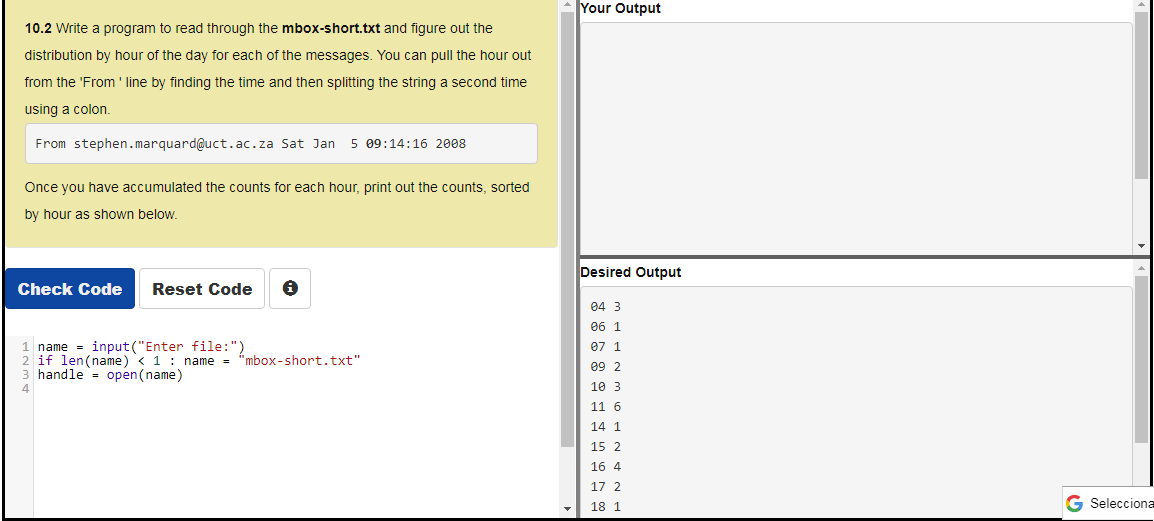 10.2 Write a program to read through the mbox-short.txt and figure out the
distribution by hour of the day for each of the messages. You can pull the hour out
from the 'From ' line by finding the time and then splitting the string a second time
using a colon.
From stephen.marquard@uct.ac.za Sat Jan  5 09:14:16 2008
Once you have accumulated the counts for each hour, print out the counts, sorted
by hour as shown below.
Check Code
Reset Code
1 name = input("Enter file:")
2 if len(name) < 1 : name = "mbox-short.txt"
3 handle = open(name)
4
Your Output
Desired Output
04 3
06 1
07 1
09 2
10 3
11 6
14 1
15 2
16 4
17 2
18 1
G Selecciona